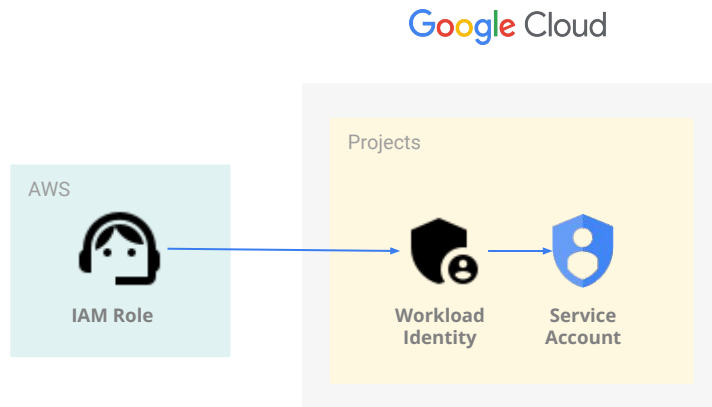 Google Cloud
Projects
AWS
IAM Role
Workload
Identity
Service
Account